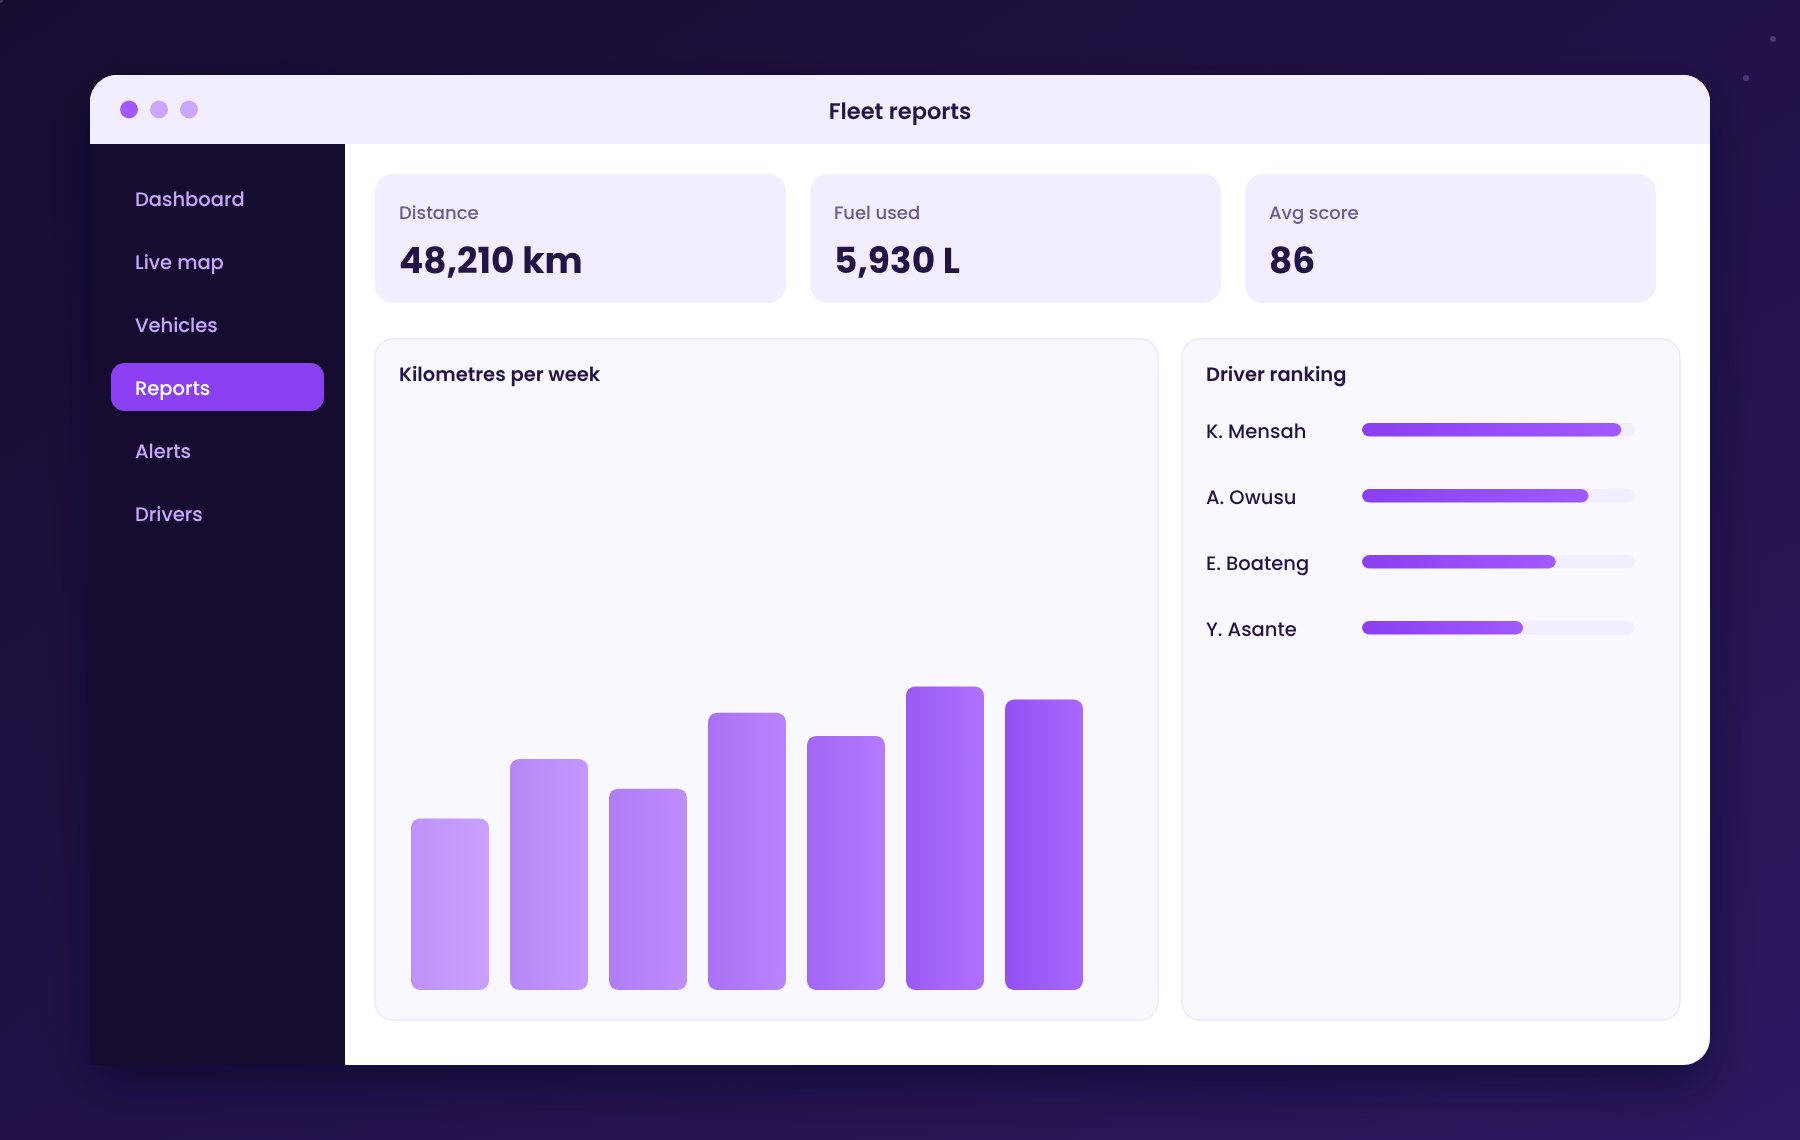 Fleet reports
Dashboard
Live map
Vehicles
Reports
Alerts
Drivers
Distance
48,210 km
Fuel used
5,930 L
Avg score
86
Kilometres per week
Driver ranking
K. Mensah
A. Owusu
E. Boateng
Y. Asante